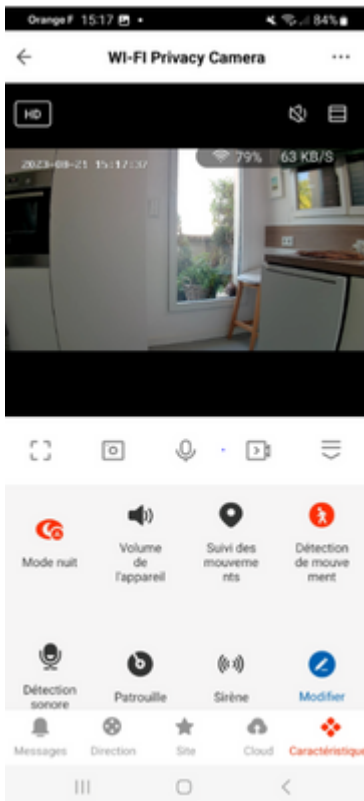 Orange F 15:17 84%
WI-FI Privacy Camera
HD
2023-08-21 15:17:37 79% 63 KB/S
Mode nuit
Volume
de
l'appareil
Suivi des
mouveme
nts
Détection
de mouve
ment
Détection
sonore
Patrouille
Sirène
Modifier
Messages Direction Site Cloud Caractéristique